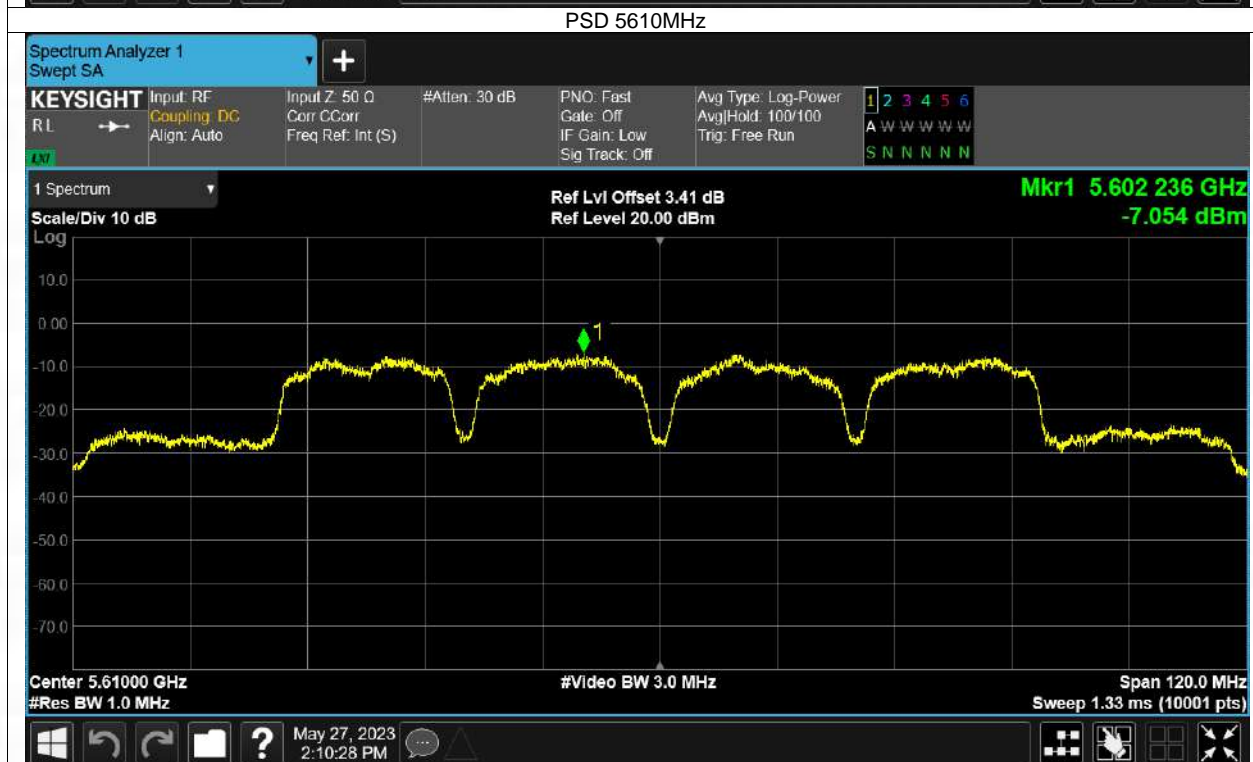 PSD 5610MHz
Spectrum Analyzer 1
Swept SA
KEYSIGHT
RL
LXI
Input: RF
Coupling: DC
Align: Auto
Input Z: 50 Ω
Corr CCorr
Freq Ref: Int (S)
#Atten: 30 dB
PNO: Fast
Gate: Off
IF Gain: Low
Sig Track: Off
Avg Type: Log-Power
Avg|Hold: 100/100
Trig: Free Run
1 2 3 4 5 6
A W W W W W
S N N N N N
1 Spectrum
Scale/Div 10 dB
Log
Ref Lvl Offset 3.41 dB
Ref Level 20.00 dBm
Mkr1 5.602 236 GHz
-7.054 dBm
10.0
0.00
1
-10.0
-20.0
-30.0
-40.0
-50.0
-60.0
-70.0
Center 5.61000 GHz
#Res BW 1.0 MHz
#Video BW 3.0 MHz
Span 120.0 MHz
Sweep 1.33 ms (10001 pts)
?
May 27, 2023
2:10:28 PM